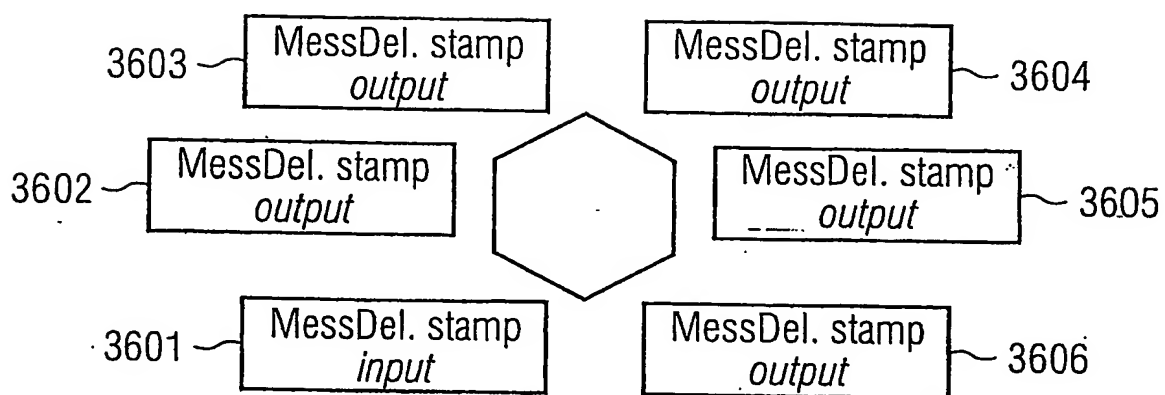 3603 MessDel. stamp
output
MessDel. stamp
output 3604
3602 MessDel. stamp
output
MessDel. stamp
output 3605
3601 MessDel. stamp
input
MessDel. stamp
output 3606